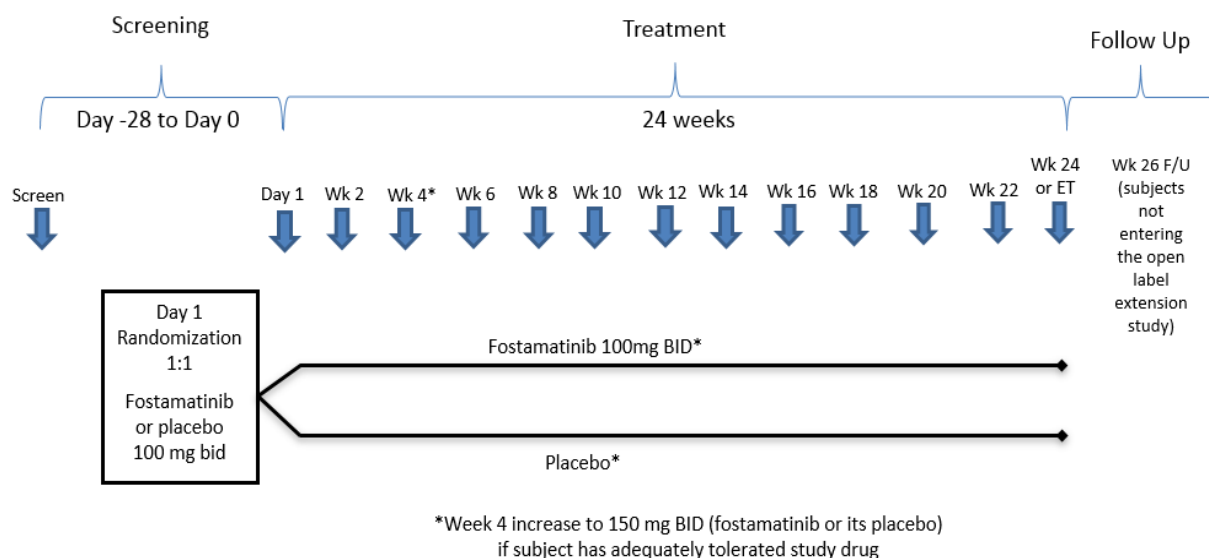 Screening
Treatment
Follow Up
Day -28 to Day 0
24 weeks
Screen
Day 1
Wk 2
Wk 4*
Wk 6
Wk 8
Wk 10
Wk 12
Wk 14
Wk 16
Wk 18
Wk 20
Wk 22
Wk 24
or ET
Wk 26 F/U
(subjects
not
entering
the open
label
extension
study)
Day 1
Randomization
1:1
Fostamatinib
or placebo
100 mg bid
Fostamatinib 100mg BID*
Placebo*
*Week 4 increase to 150 mg BID (fostamatinib or its placebo)
if subject has adequately tolerated study drug